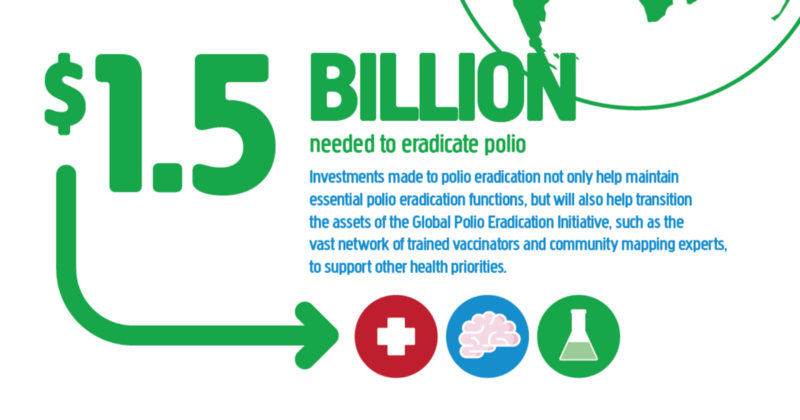 $1.5 BILLION
needed to eradicate polio
Investments made to polio eradication not only help maintain
essential polio eradication functions, but will also help transition
the assets of the Global Polio Eradication Initiative, such as the
vast network of trained vaccinators and community mapping experts,
to support other health priorities.